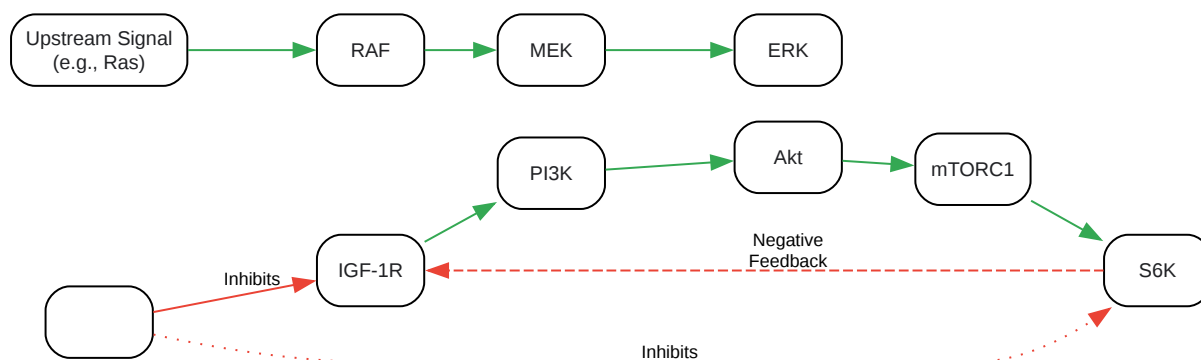 Upstream Signal
(e.g., Ras)
RAF
MEK
ERK
PI3K
Akt
mTORC1
Negative
Feedback
Inhibits
IGF-1R
S6K
Inhibits